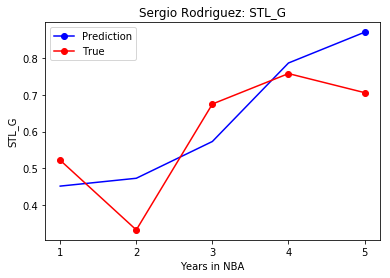 Sergio Rodriguez: STL_G
Prediction
True
0.8
0.7
0.6
0.5
0.4
STL_G
1 2 3 4 5
Years in NBA